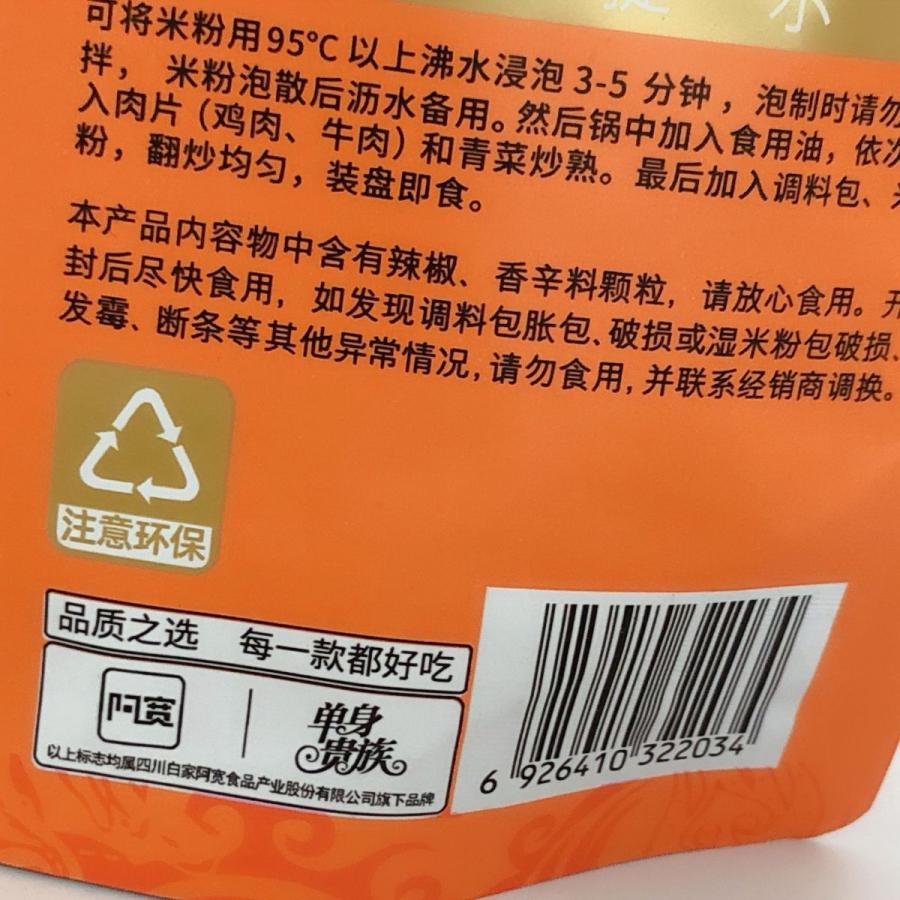 可将米粉用95℃以上沸水浸泡3-5 分钟，泡制时请勿
拌， 米粉泡散后沥水备用。然后锅中加入食用油，依次
入肉片（鸡肉、牛肉）和青菜炒熟。最后加入调料包、
粉，翻炒均匀，装盘即食。
本产品内容物中含有辣椒、香辛料颗粒，请放心食用。开
封后尽快食用，如发现调料包胀包、破损或湿米粉包破损、
发霉、断条等其他异常情况，请勿食用，并联系经销商调换。
注意环保
品质之选 每一款都好吃
阿宽
单身
贵族
以上标志均属四川白家阿宽食品产业股份有限公司旗下品牌
6 926410 322034